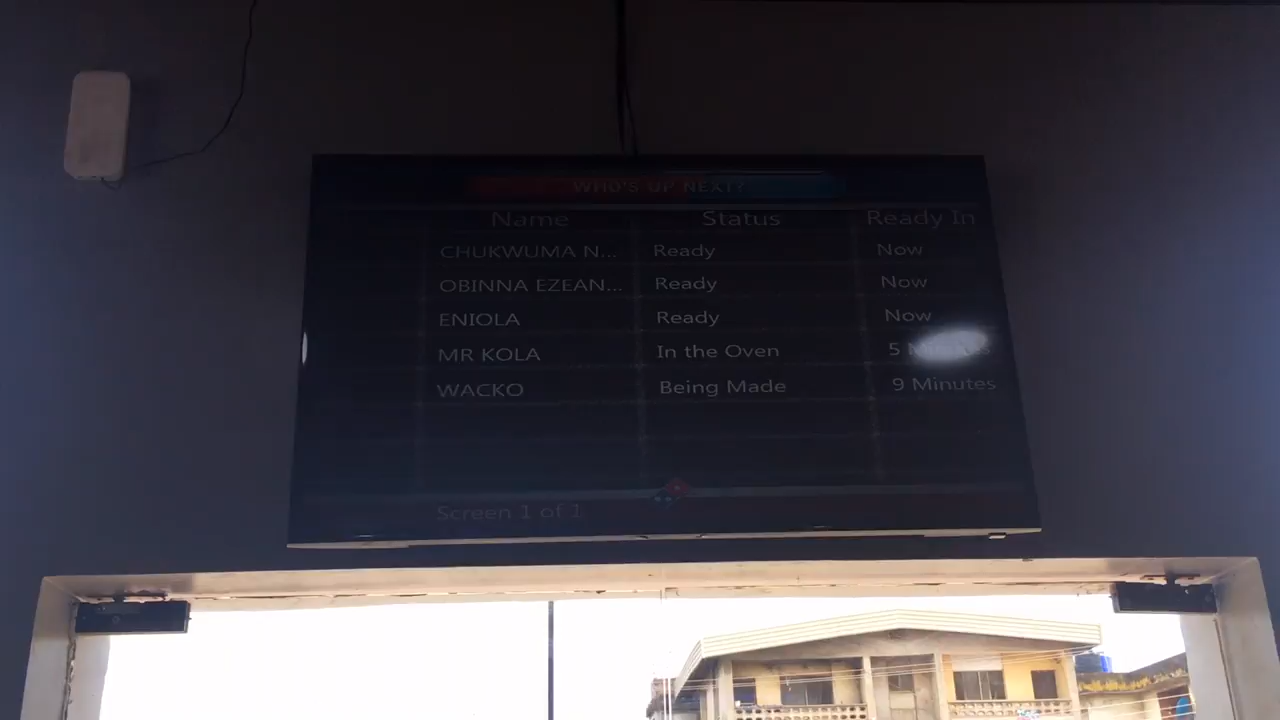 WHO'S UP NEXT?
Name Status Ready In
CHUKWUMA N... Ready Now
OBINNA EZEAN... Ready Now
ENIOLA Ready Now
MR KOLA In the Oven 5 Minutes
WACKO Being Made 9 Minutes
Screen 1 of 1